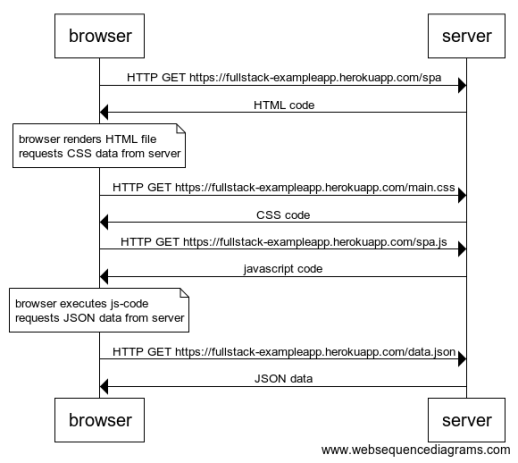 browser
server
HTTP GET https://fullstack-exampleapp.herokuapp.com/spa
HTML code
browser renders HTML file
requests CSS data from server
HTTP GET https://fullstack-exampleapp.herokuapp.com/main.css
CSS code
HTTP GET https://fullstack-exampleapp.herokuapp.com/spa.js
javascript code
browser executes js-code
requests JSON data from server
HTTP GET https://fullstack-exampleapp.herokuapp.com/data.json
JSON data
browser
server
www.websequencediagrams.com